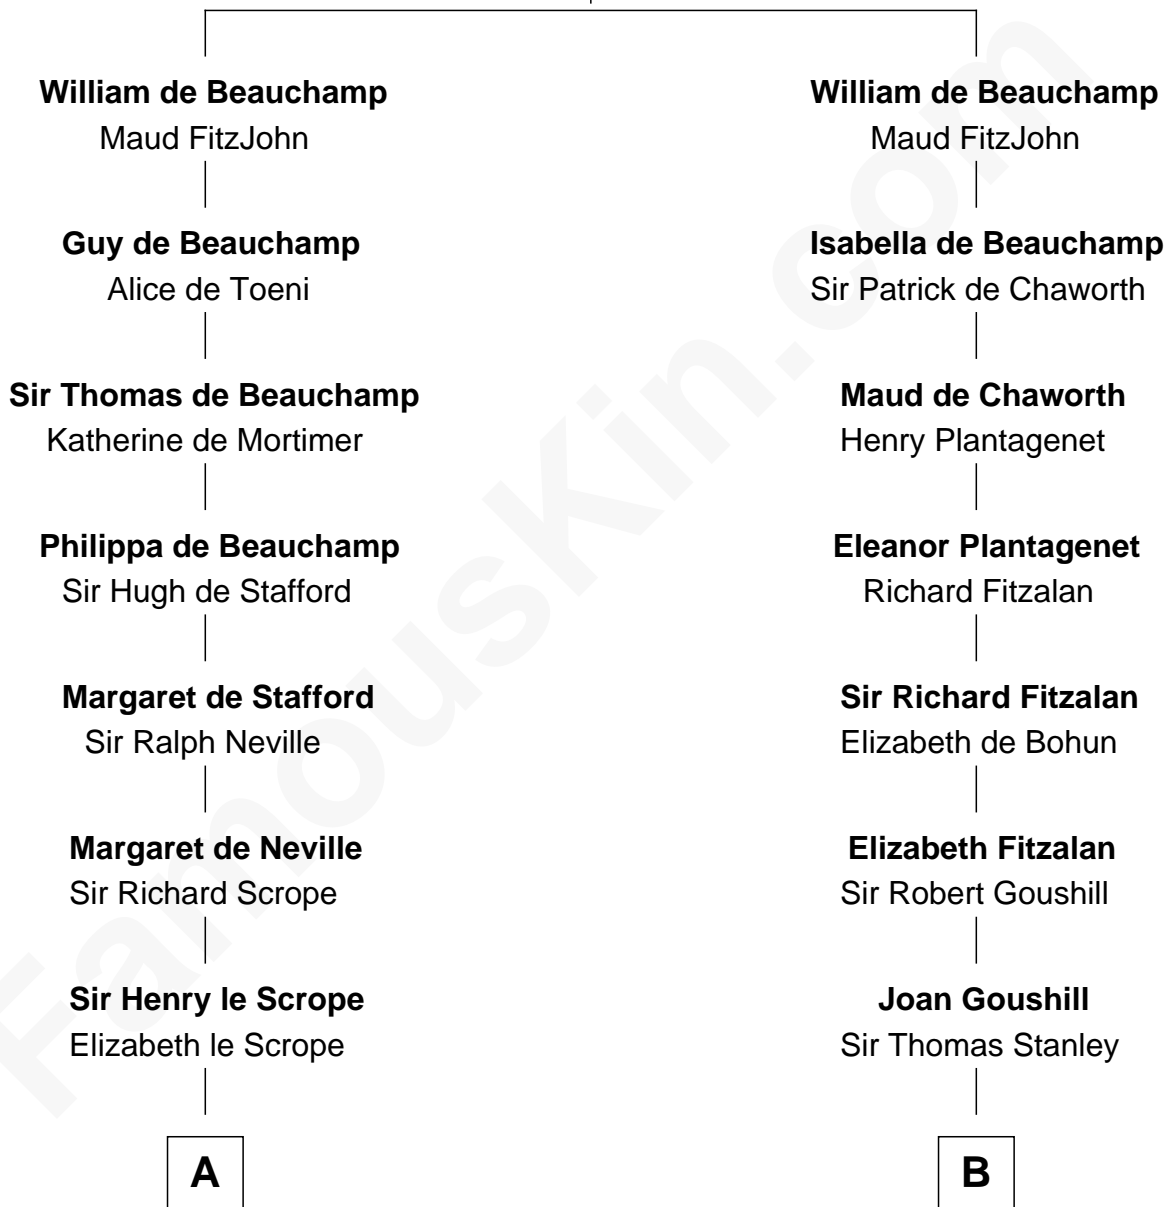 William de Beauchamp
Maud FitzJohn
Guy de Beauchamp
Alice de Toeni
Sir Thomas de Beauchamp
Katherine de Mortimer
Philippa de Beauchamp
Sir Hugh de Stafford
Margaret de Stafford
Sir Ralph Neville
Margaret de Neville
Sir Richard Scrope
Sir Henry le Scrope
Elizabeth le Scrope
A
William de Beauchamp
Maud FitzJohn
Isabella de Beauchamp
Sir Patrick de Chaworth
Maud de Chaworth
Henry Plantagenet
Eleanor Plantagenet
Richard Fitzalan
Sir Richard Fitzalan
Elizabeth de Bohun
Elizabeth Fitzalan
Sir Robert Goushill
Joan Goushill
Sir Thomas Stanley
B
FamousKin.com